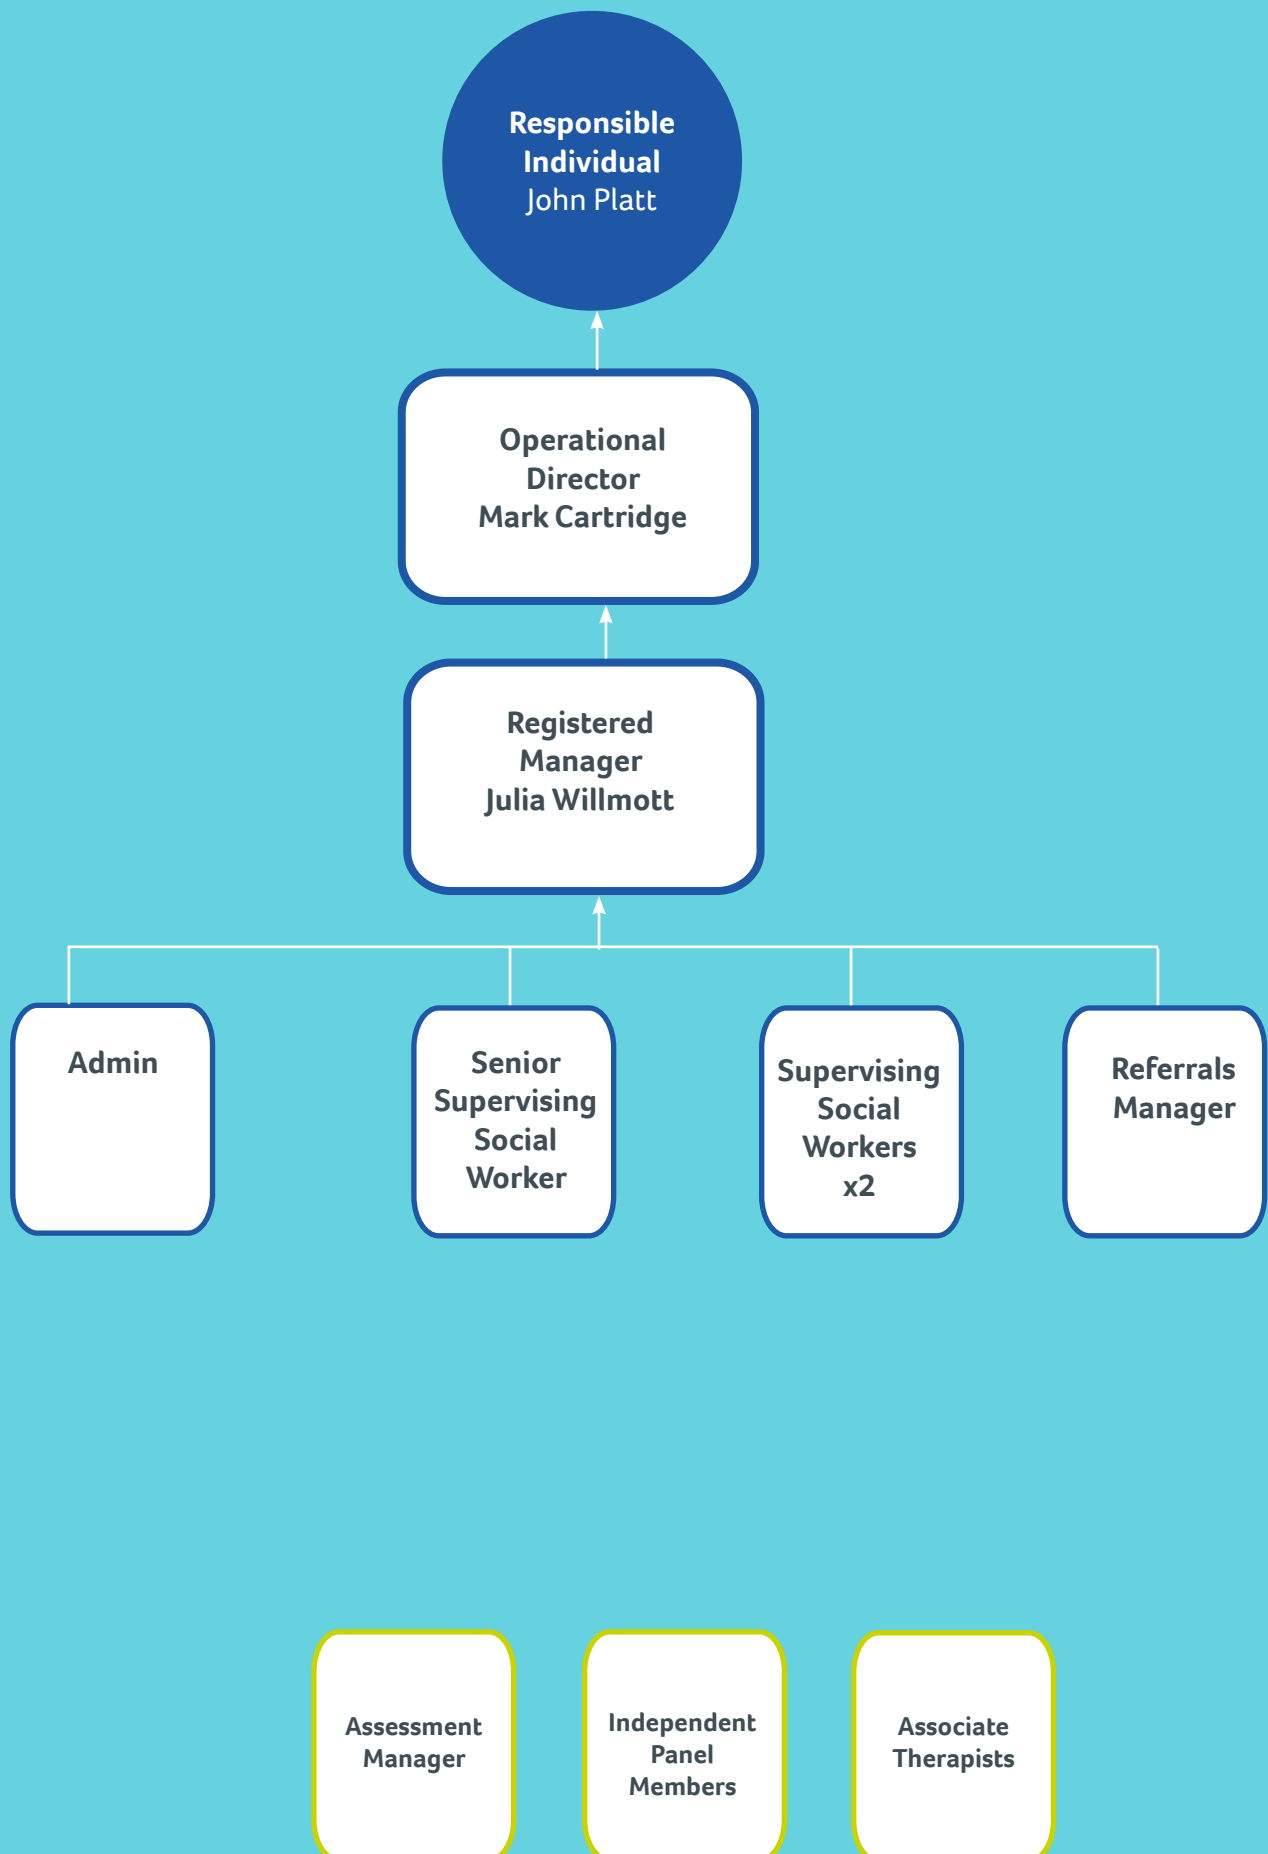 Responsible
Individual
John Platt
Operational
Director
Mark Cartridge
Registered
Manager
Julia Willmott
Admin
Senior
Supervising
Social
Worker
Supervising
Social
Workers
x2
Referrals
Manager
Assessment
Manager
Independent
Panel
Members
Associate
Therapists